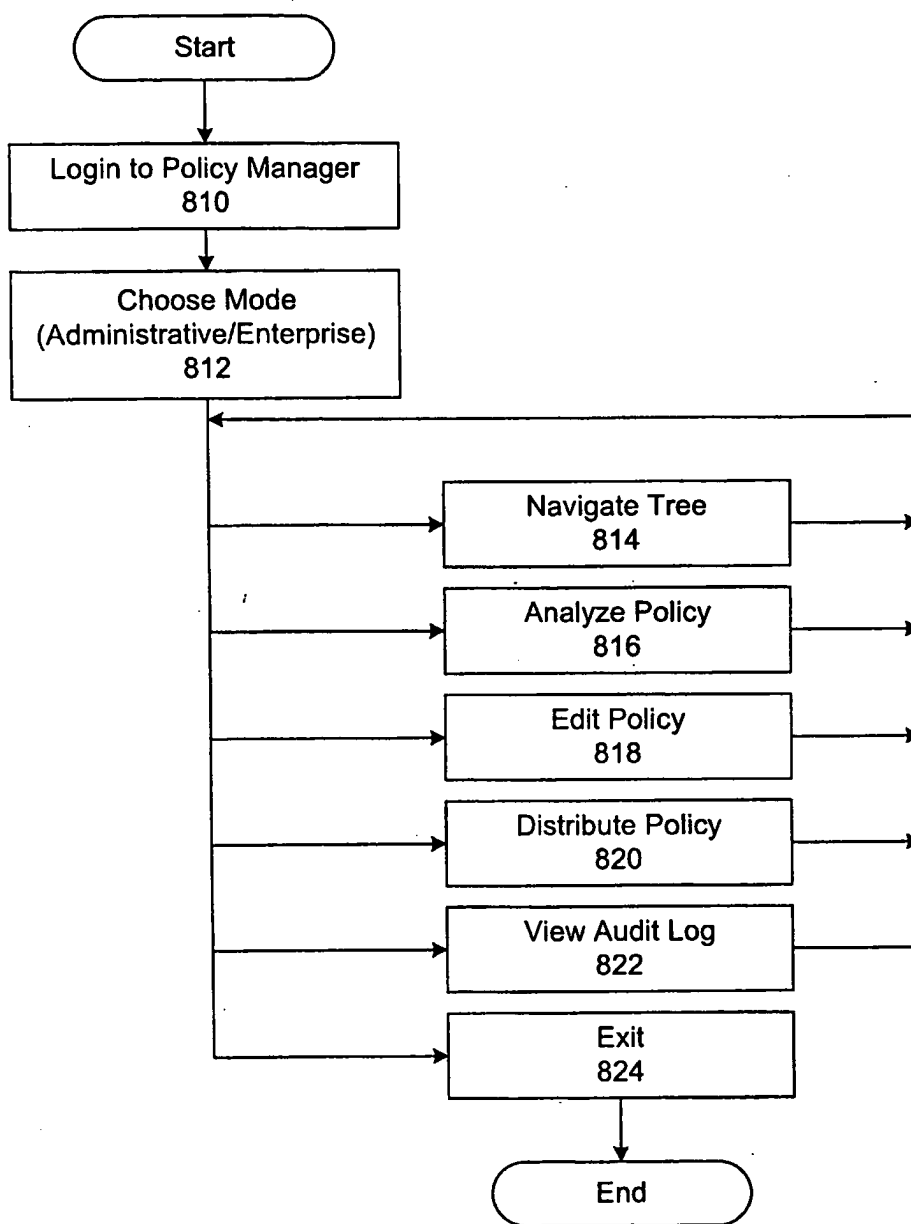 Start
Login to Policy Manager
810
Choose Mode
(Administrative/Enterprise)
812
Navigate Tree
814
Analyze Policy
816
Edit Policy
818
Distribute Policy
820
View Audit Log
822
Exit
824
End